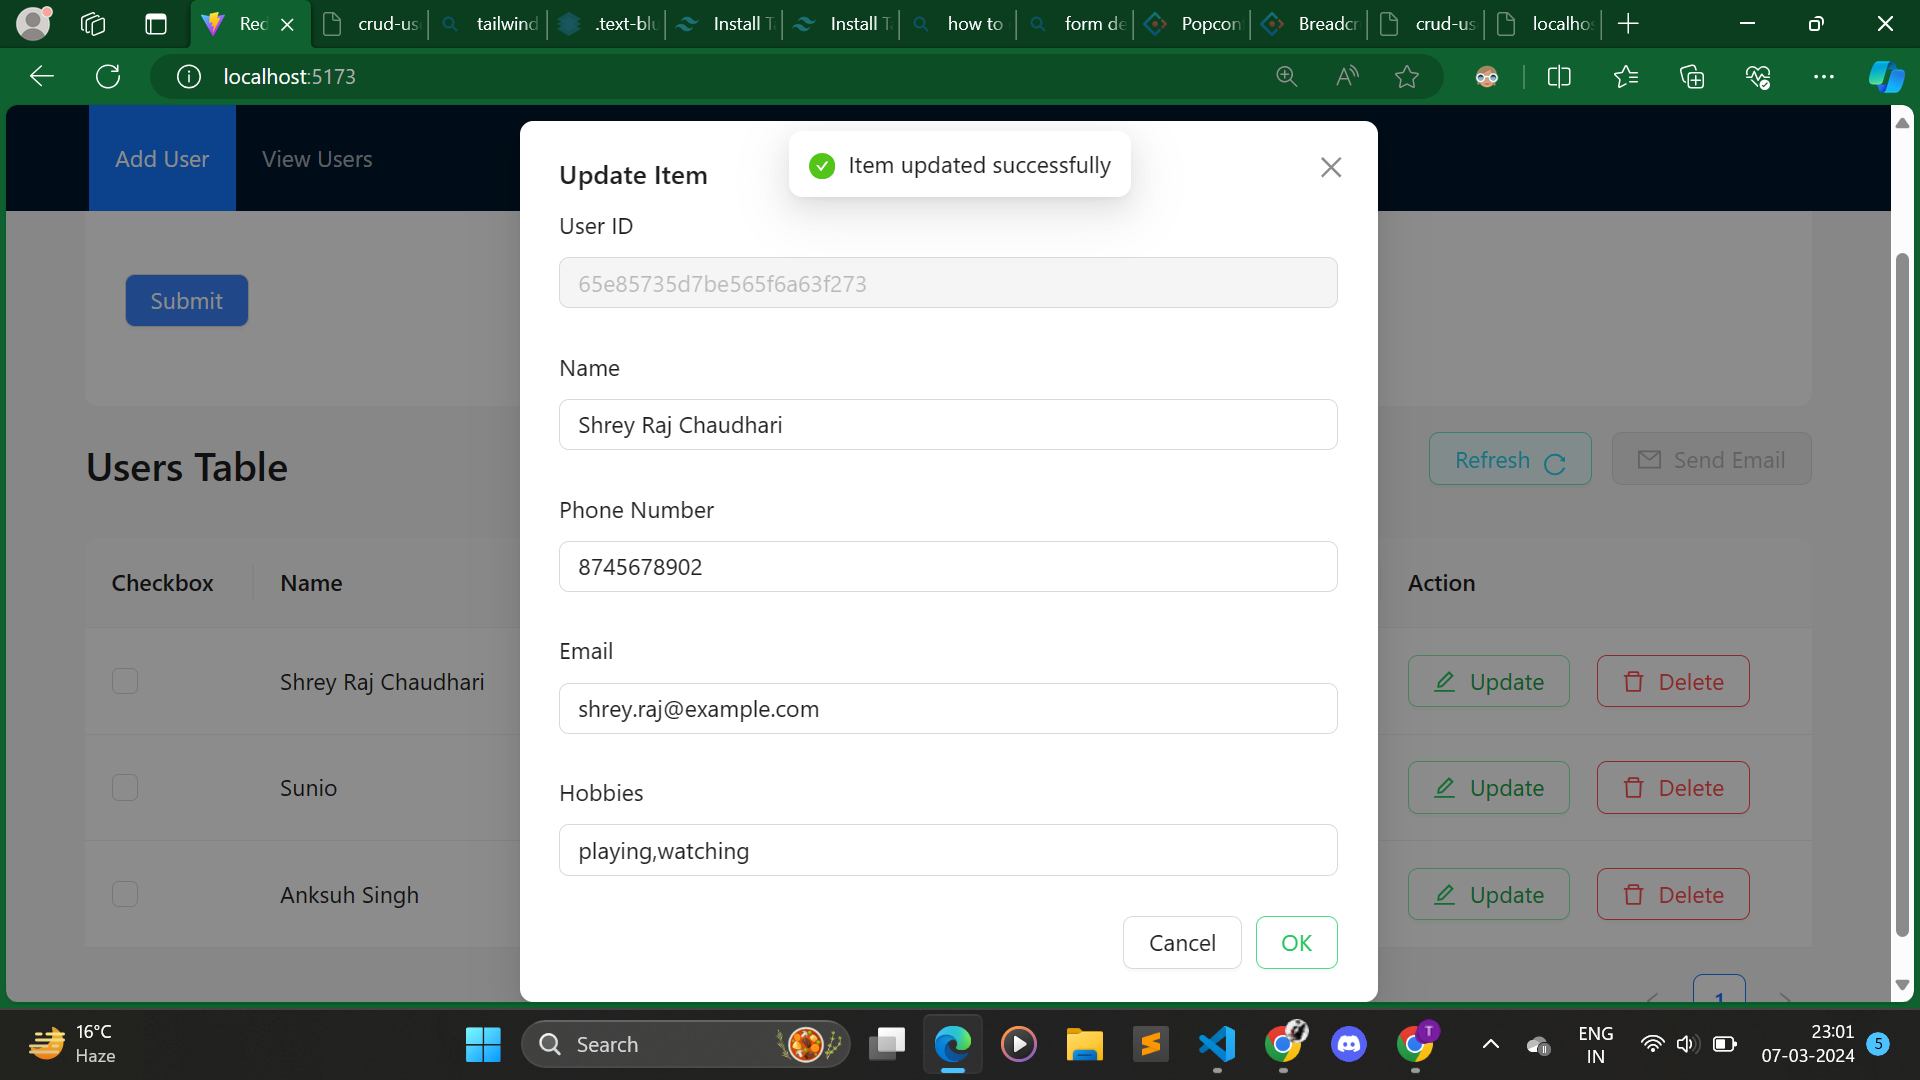 Red
crud-us
tailwind
.text-blu
Install T
Install Ta
how to
form de
Popcon
Breadcr
crud-us
localhos
localhost:5173
Add User
View Users
Item updated successfully
Update Item
User ID
65e85735d7be565f6a63f273
Submit
Name
Shrey Raj Chaudhari
Users Table
Refresh
Send Email
Phone Number
8745678902
Checkbox
Name
Action
Email
shrey.raj@example.com
Shrey Raj Chaudhari
Update
Delete
Sunio
Update
Delete
Hobbies
playing,watching
Anksuh Singh
Update
Delete
Cancel
OK
1
16°C
Haze
Search
T
ENG
IN
23:01
07-03-2024
5